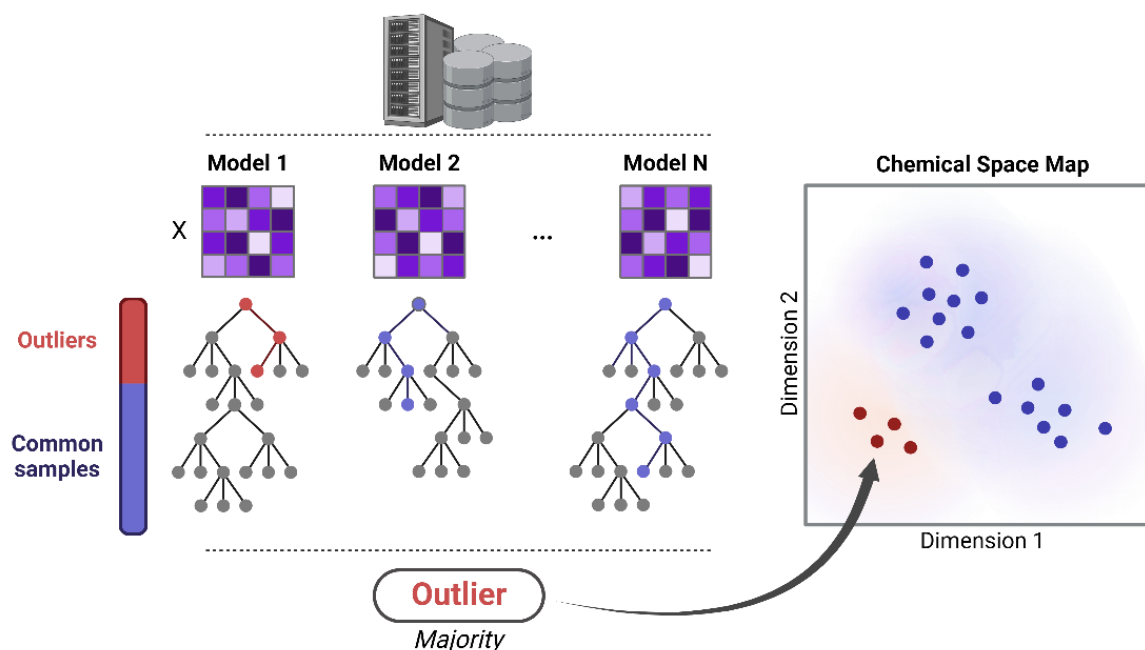 Model 1
Model 2
Model N
X
...
Outliers
Common
samples
Outlier
Majority
Chemical Space Map
Dimension 2
Dimension 1